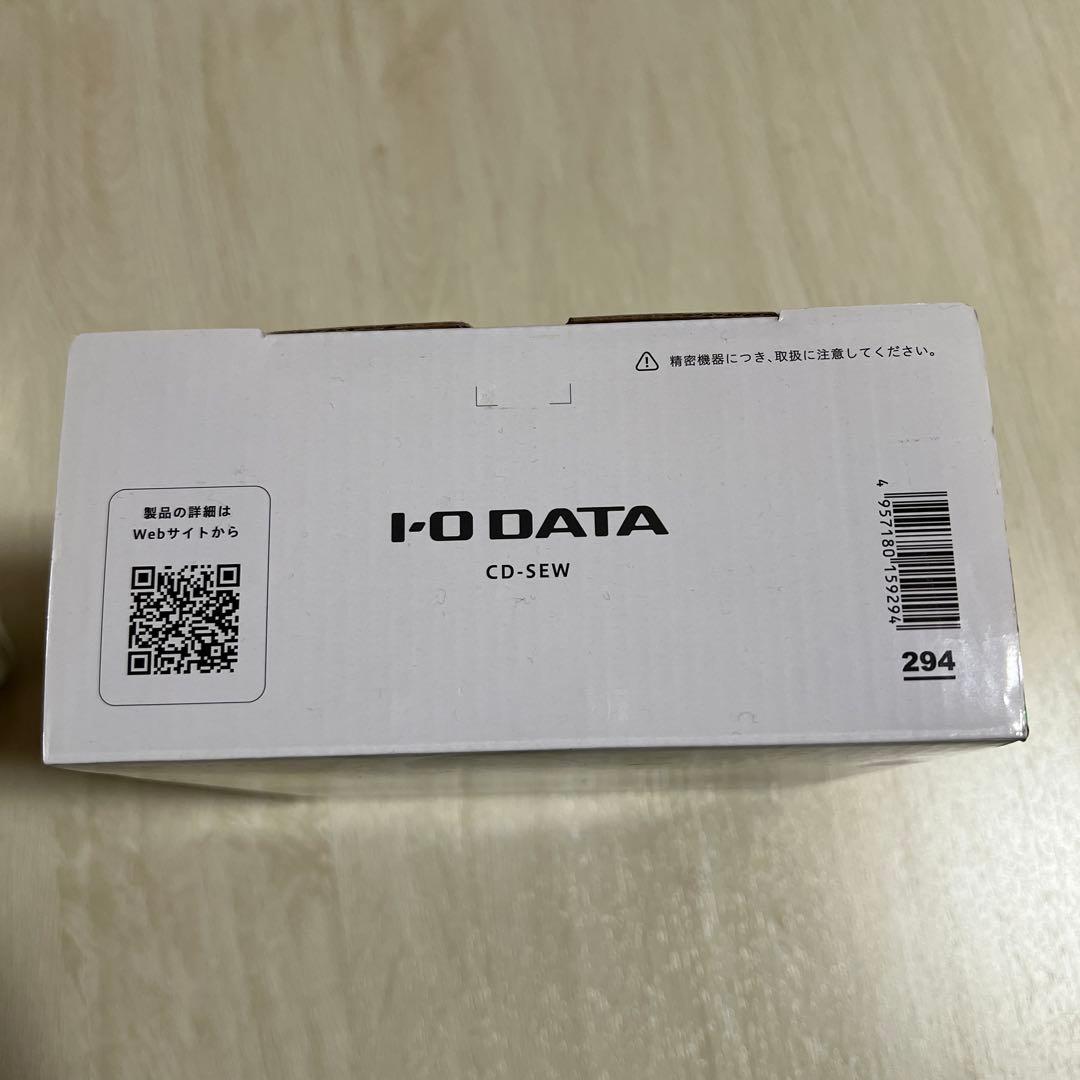 精密機器につき、取扱に注意してください。
製品の詳細は
Webサイトから
I-O DATA
CD-SEW
4 957180 159294
294